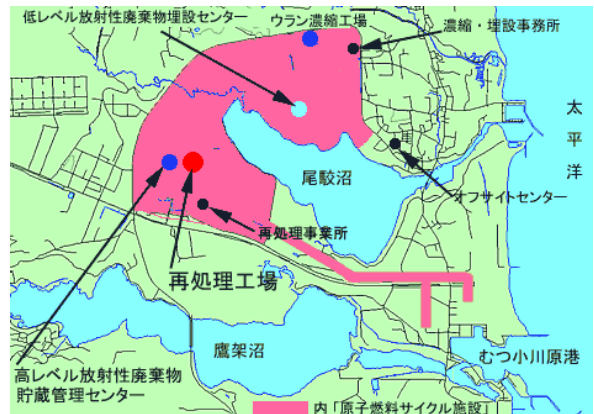 低レベル放射性廃棄物埋設センター
ウラン濃縮工場
濃縮・埋設事務所
太平洋
尾駮沼
オフサイトセンター
再処理事業所
再処理工場
鷹架沼
むつ小川原港
高レベル放射性廃棄物
貯蔵管理センター
内「原子燃料サイクル施設